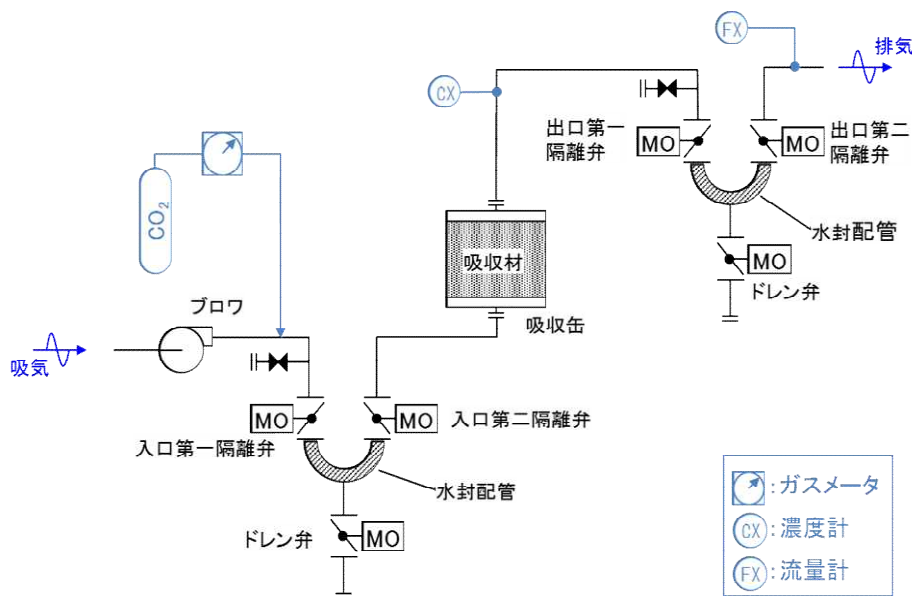 FX
排気
CX
出口第一
隔離弁
MO
MO
出口第二
隔離弁
CO₂
水封配管
吸収材
MO
ドレン弁
ブロワ
吸収缶
吸気
MO
MO
入口第二隔離弁
入口第一隔離弁
水封配管
ドレン弁
MO
:ガスメータ
CX:濃度計
FX:流量計